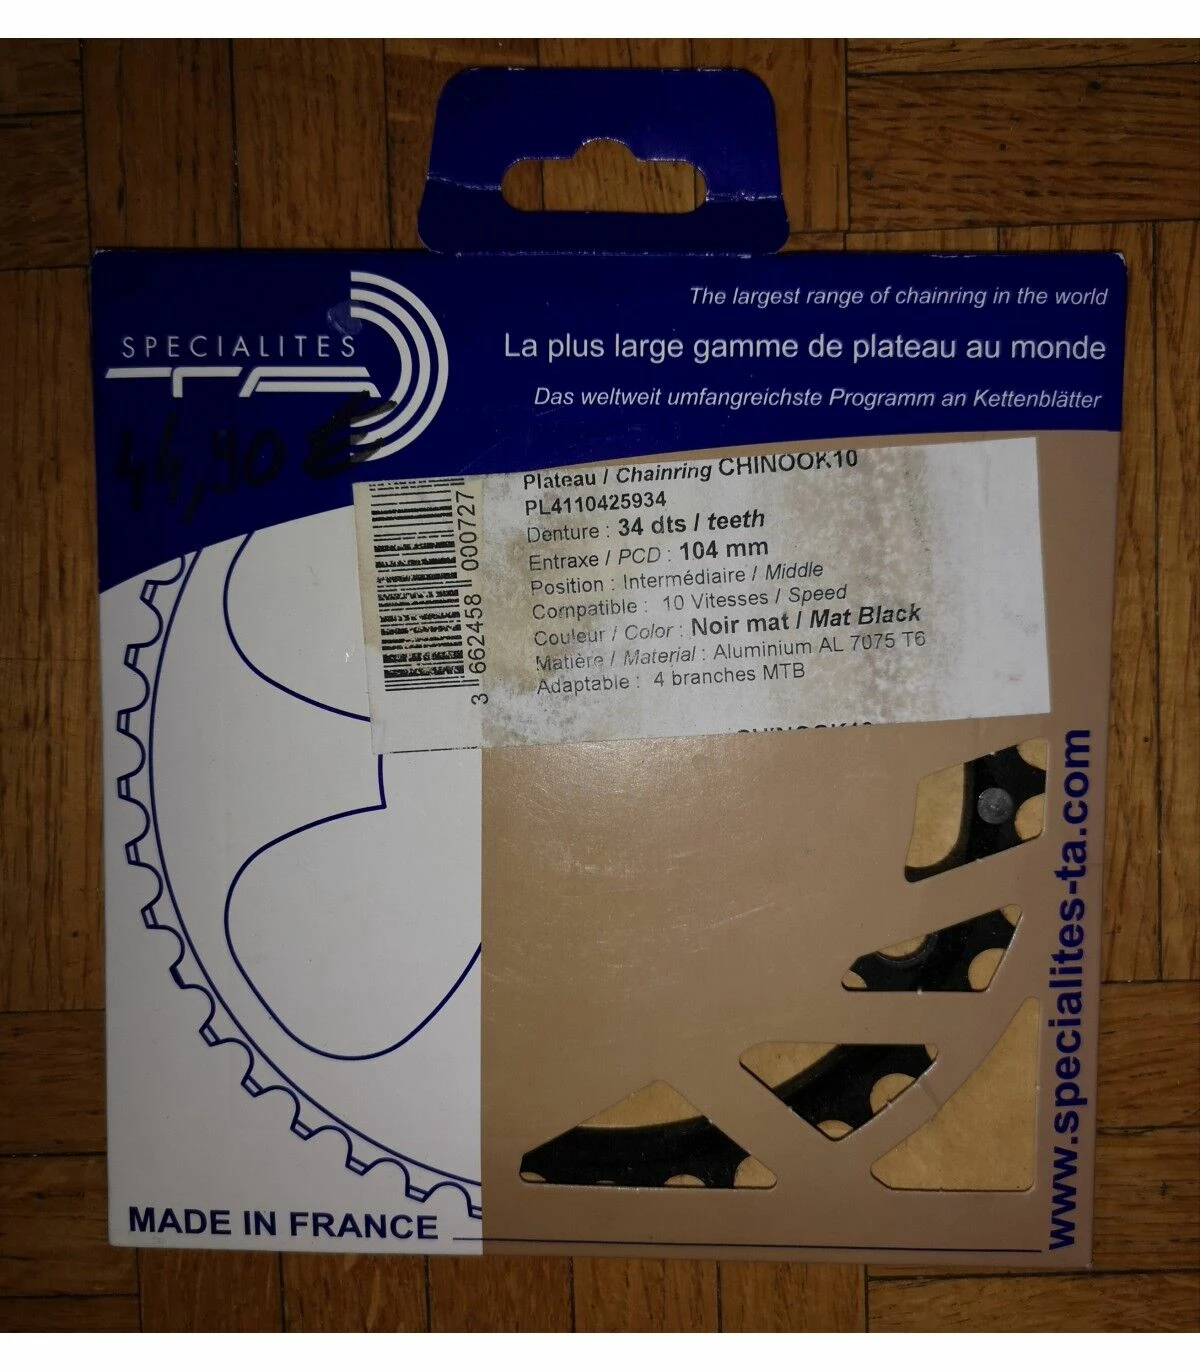 The largest range of chainring in the world
SPECIALITES
TA
La plus large gamme de plateau au monde
Das weltweit umfangreichste Programm an Kettenblätter
44,90 €
Plateau / Chainring CHINOOK10
PL4110425934
Denture : 34 dts / teeth
Entraxe / PCD : 104 mm
Position : Intermédiaire / Middle
Compatible : 10 Vitesses / Speed
Couleur / Color : Noir mat / Mat Black
Matière / Material : Aluminium AL 7075 T6
Adaptable : 4 branches MTB
3 662458 000727
CHINOOK10
www.specialites-ta.com
MADE IN FRANCE